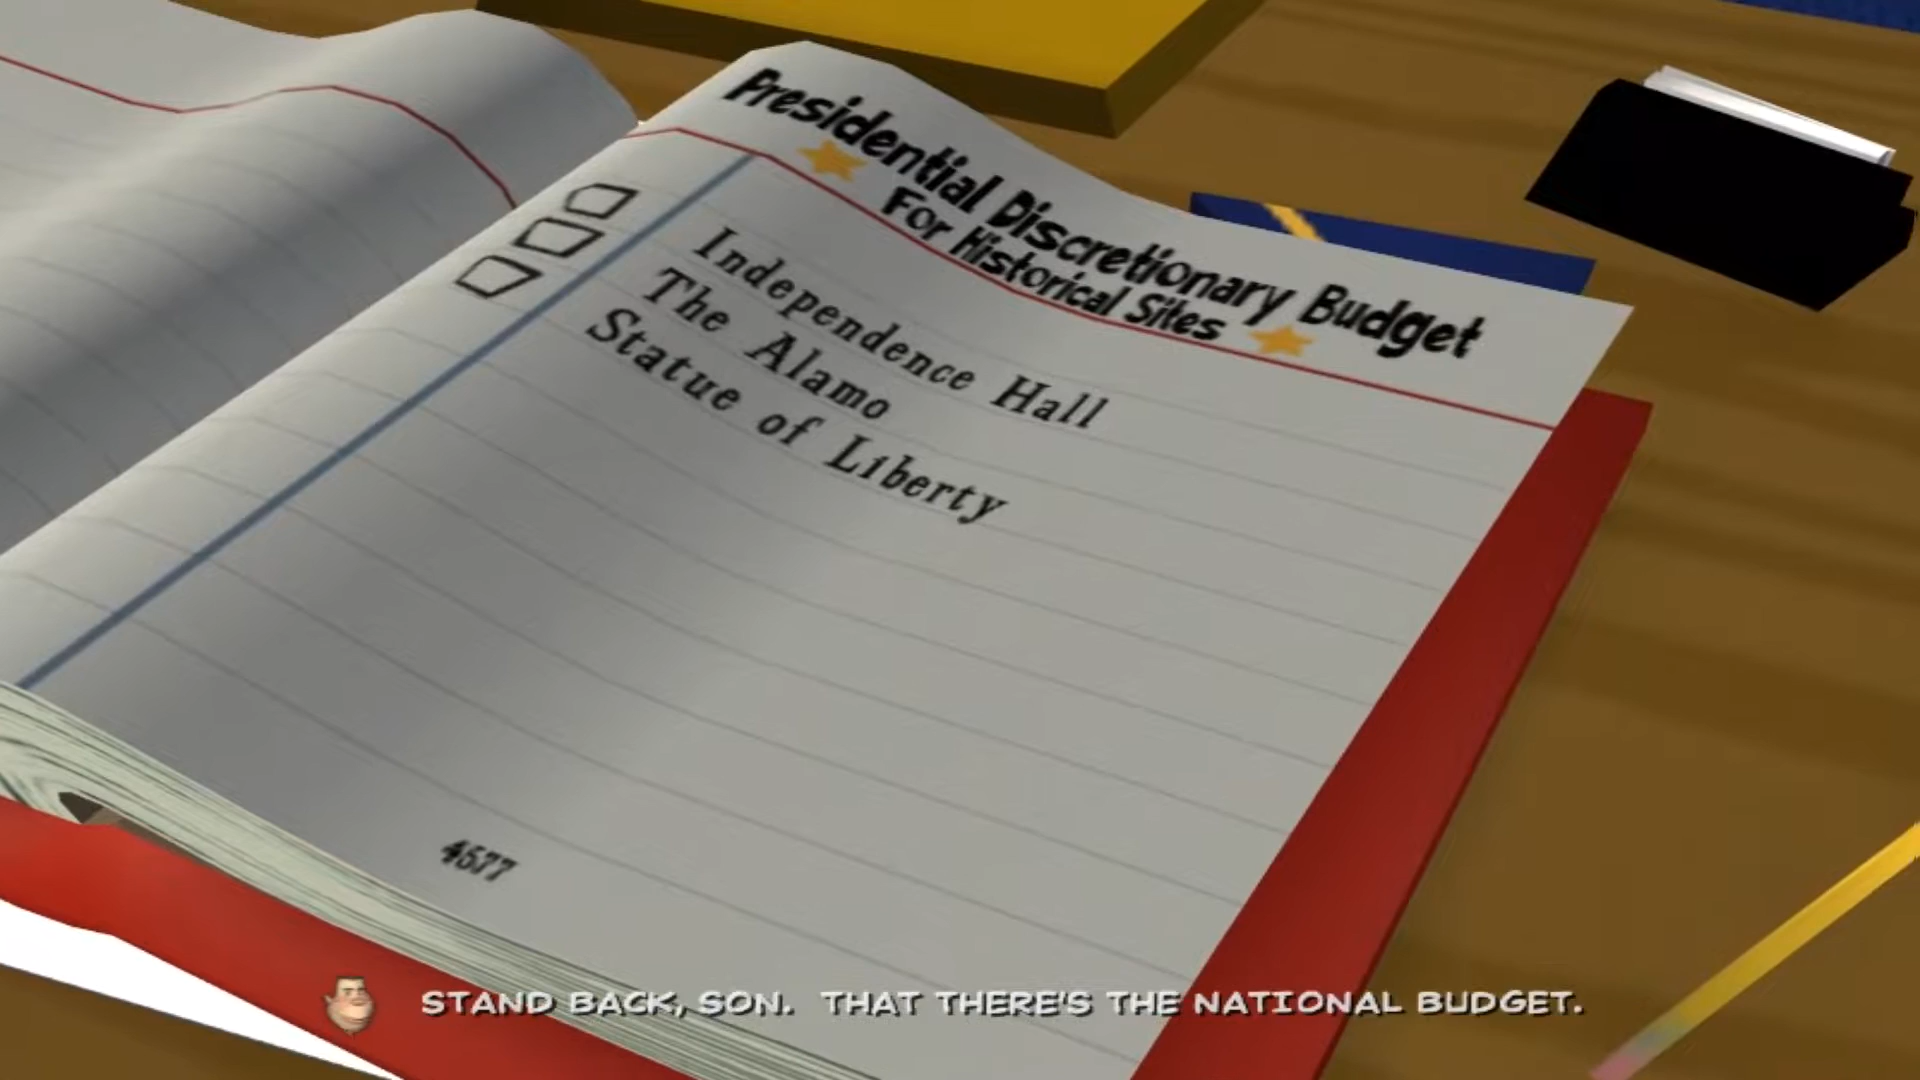 Presidential Discretionary Budget
For Historical Sites
Independence Hall
The Alamo
Statue of Liberty
4577
STAND BACK, SON. THAT THERE'S THE NATIONAL BUDGET.